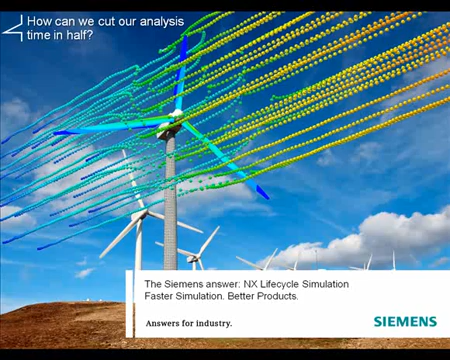 How can we cut our analysis
time in half?
The Siemens answer: NX Lifecycle Simulation
Faster Simulation. Better Products.
Answers for industry.
SIEMENS